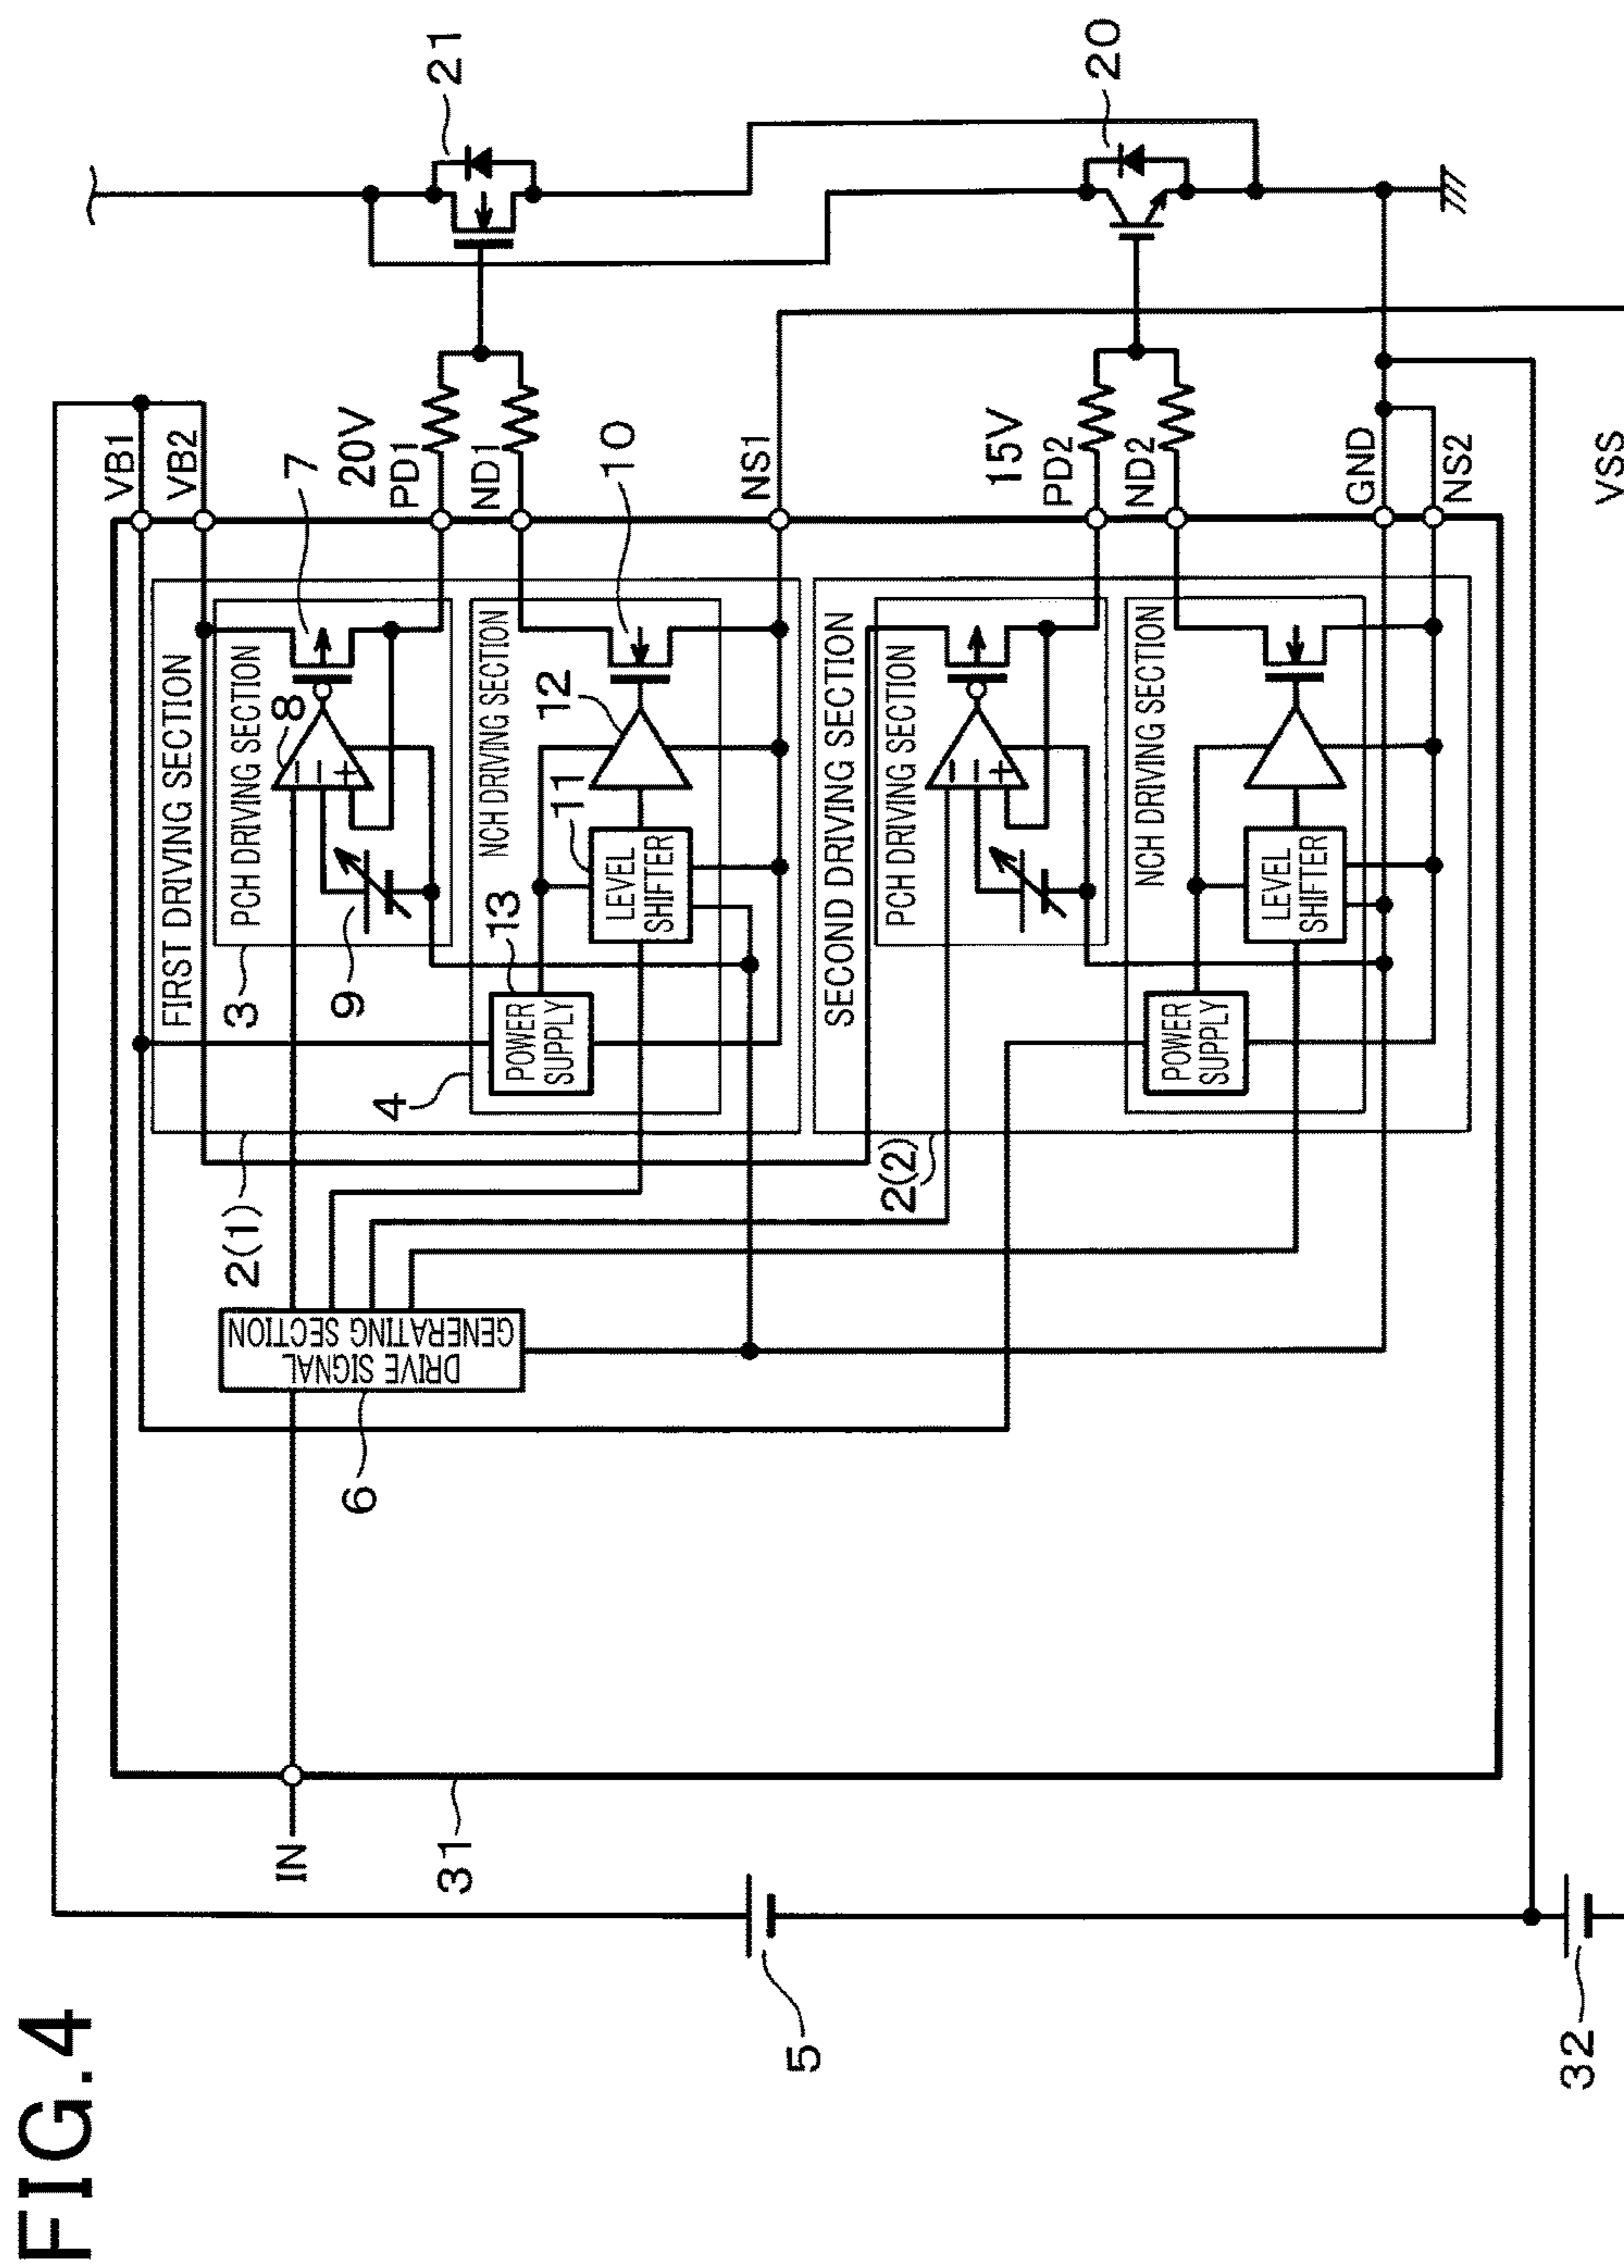 FIG.4
21
20
VB1
VB2
7
20V
PD1
ND1
10
NS1
15V
PD2
ND2
GND
NS2
VSS
FIRST DRIVING SECTION
PCH DRIVING SECTION
8
9
3
NCH DRIVING SECTION
12
11
LEVEL
SHIFTER
13
POWER
SUPPLY
4
2(1)
SECOND DRIVING SECTION
PCH DRIVING SECTION
NCH DRIVING SECTION
LEVEL
SHIFTER
POWER
SUPPLY
2(2)
DRIVE SIGNAL
GENERATING SECTION
6
IN
31
5
32